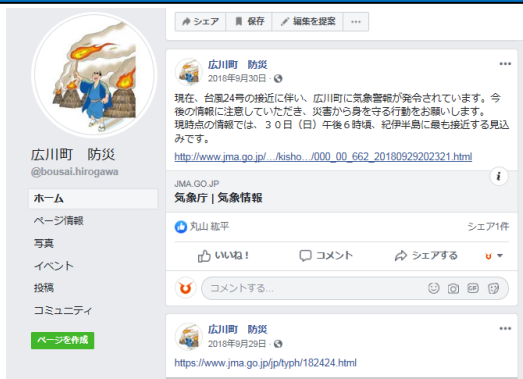 シェア 保存 編集を提案 ...
広川町 防災
@bousai.hirogawa
ホーム
ページ情報
写真
イベント
投稿
コミュニティ
ページを作成
広川町 防災
2018年9月30日 ·
現在、台風24号の接近に伴い、広川町に気象警報が発令されています。今
後の情報に注意していただき、災害から身を守る行動をお願いします。
現時点の情報では、30日（日）午後6時頃、紀伊半島に最も接近する見込
みです。
http://www.jma.go.jp/.../kisho.../000_00_662_20180929202321.html
JMA.GO.JP
気象庁 | 気象情報
i
丸山 紘平
シェア1件
いいね！ コメント シェアする
コメントする...
GIF
広川町 防災
2018年9月29日 ·
https://www.jma.go.jp/jp/typh/182424.html